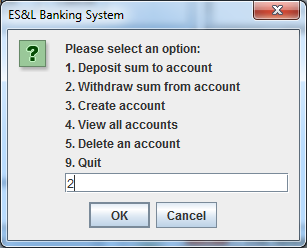 ES&L Banking System
Please select an option:
1. Deposit sum to account
2. Withdraw sum from account
3. Create account
4. View all accounts
5. Delete an account
9. Quit
2
OK Cancel